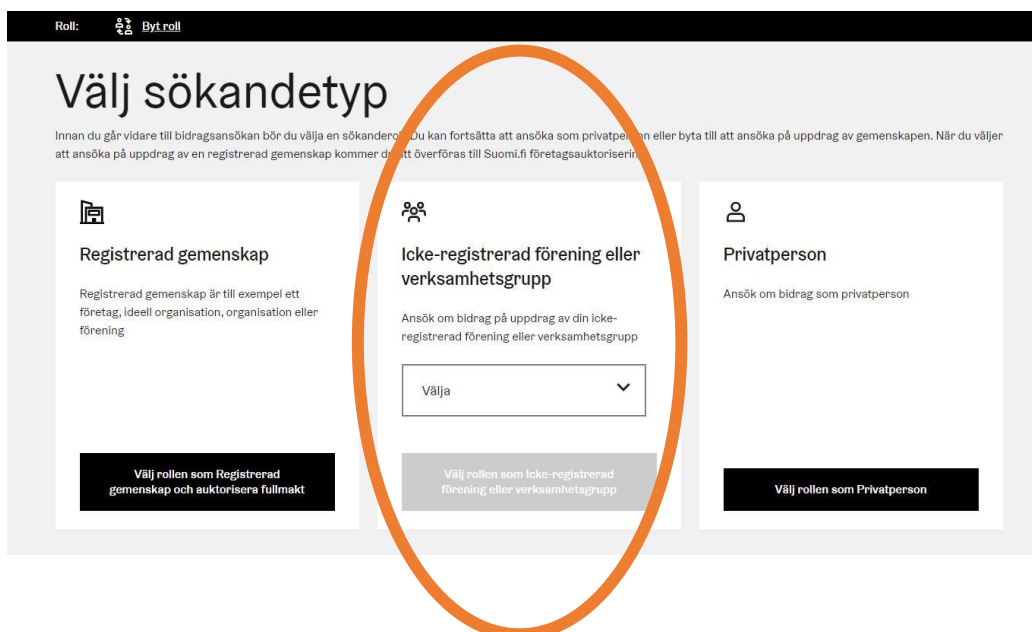 Roll: Byt roll
Välj sökandetyp
Innan du går vidare till bidragsansökan bör du välja en sökanderoll. Du kan fortsätta att ansöka som privatperson eller byta till att ansöka på uppdrag av gemenskapen. När du väljer
att ansöka på uppdrag av en registrerad gemenskap kommer du att överföras till Suomi.fi företagsauktorisering
Registrerad gemenskap
Registrerad gemenskap är till exempel ett
företag, ideell organisation, organisation eller
förening
Välj rollen som Registrerad
gemenskap och auktorisera fullmakt
Icke-registrerad förening eller
verksamhetsgrupp
Ansök om bidrag på uppdrag av din icke-
registrerad förening eller verksamhetsgrupp
Välja
Välj rollen som Icke-registrerad
förening eller verksamhetsgrupp
Privatperson
Ansök om bidrag som privatperson
Välj rollen som Privatperson